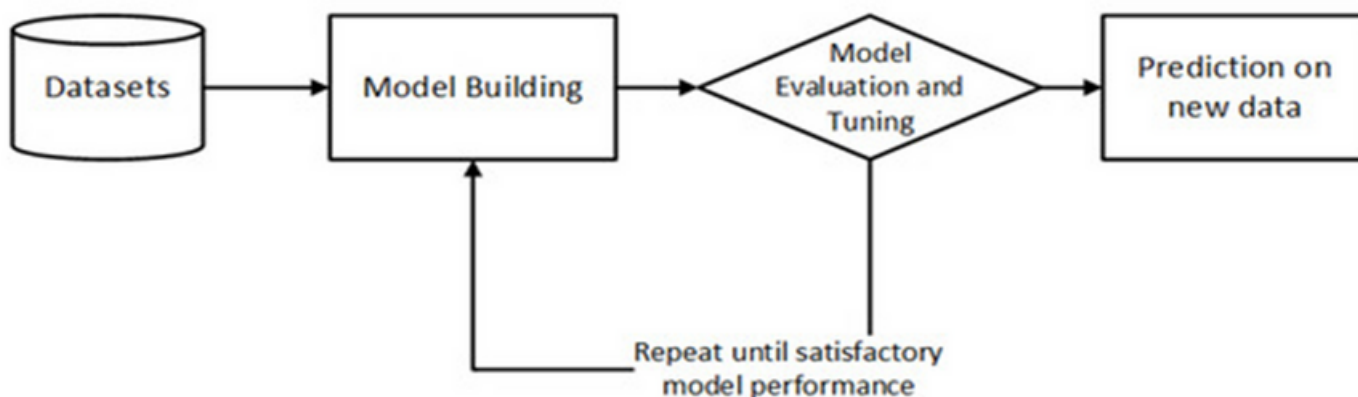 Datasets
Model Building
Model
Evaluation and
Tuning
Prediction on
new data
Repeat until satisfactory
model performance